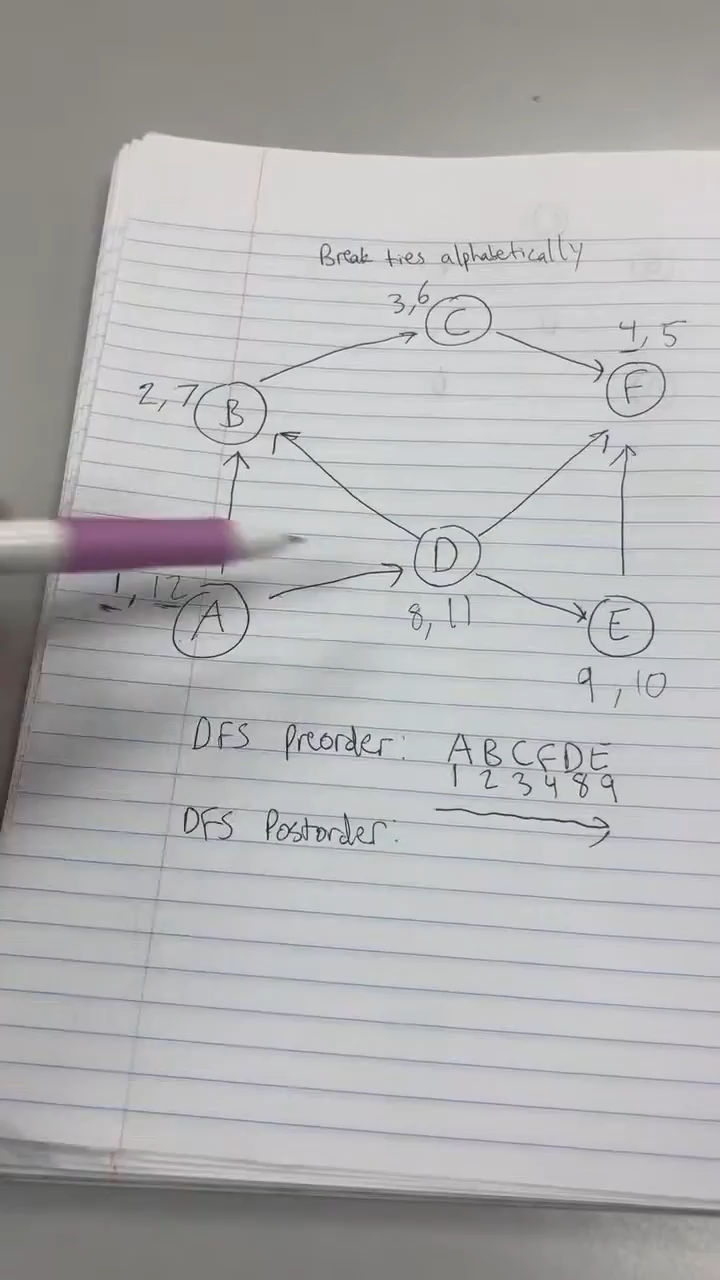 Break ties alphabetically
3,6
C
4,5
F
2,7
B
D
1,12
A
8,11
E
9,10
DFS Preorder: ABCFDE
1 2 3 4 8 9
DFS Postorder: